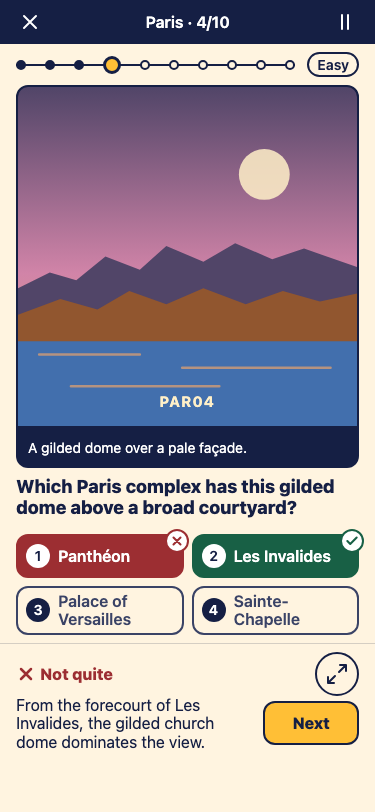 Paris · 4/10
Easy
PAR04
A gilded dome over a pale façade.
Which Paris complex has this gilded
dome above a broad courtyard?
1 Panthéon
2 Les Invalides
3 Palace of
Versailles
4 Sainte-
Chapelle
Not quite
From the forecourt of Les
Invalides, the gilded church
dome dominates the view.
Next